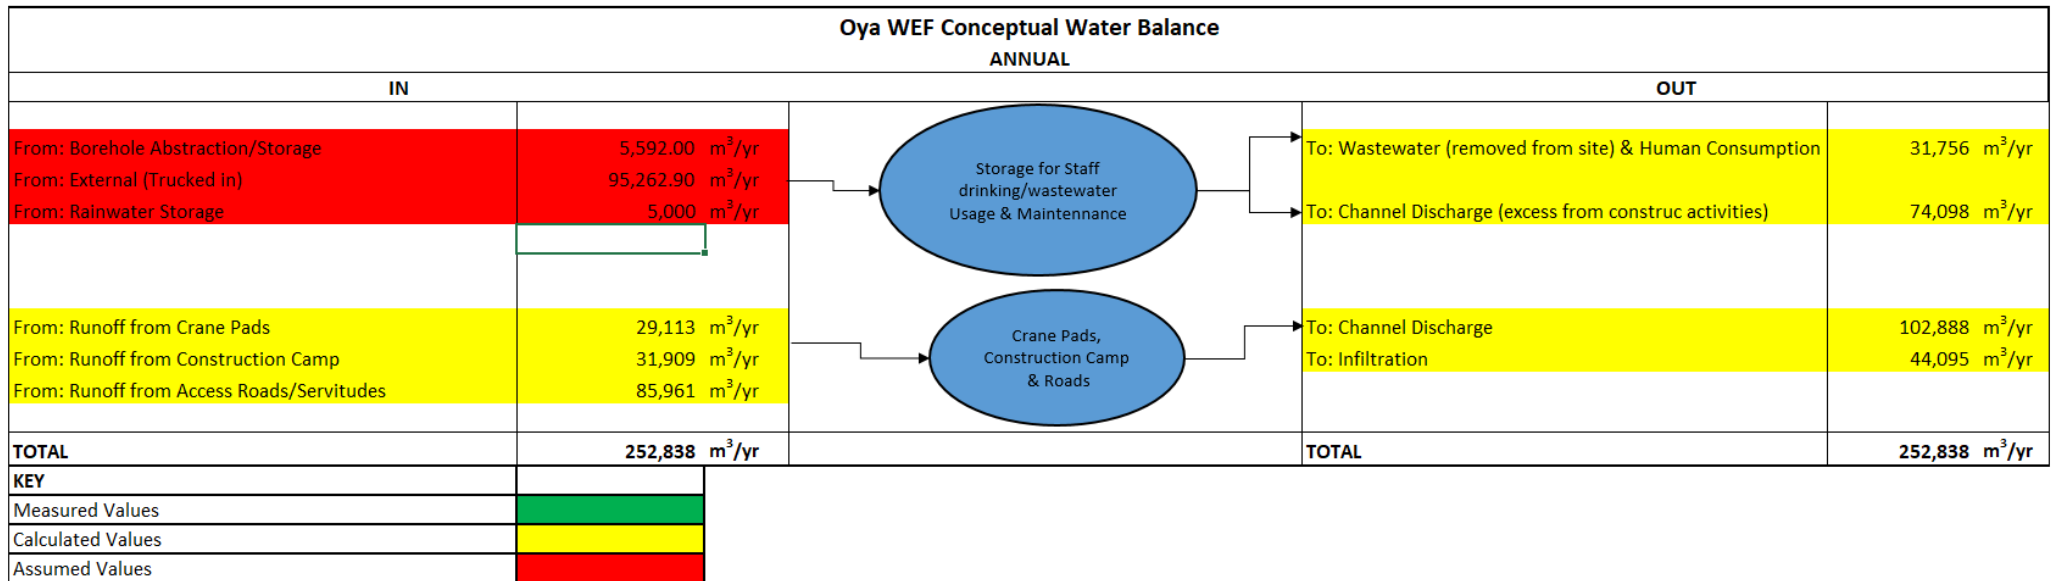 Oya WEF Conceptual Water Balance
ANNUAL
IN
OUT
From: Borehole Abstraction/Storage 5,592.00 m³/yr
From: External (Trucked in) 95,262.90 m³/yr
From: Rainwater Storage 5,000 m³/yr
Storage for Staff
drinking/wastewater
Usage & Maintennance
To: Wastewater (removed from site) & Human Consumption 31,756 m³/yr
To: Channel Discharge (excess from construc activities) 74,098 m³/yr
From: Runoff from Crane Pads 29,113 m³/yr
From: Runoff from Construction Camp 31,909 m³/yr
From: Runoff from Access Roads/Servitudes 85,961 m³/yr
Crane Pads,
Construction Camp
& Roads
To: Channel Discharge 102,888 m³/yr
To: Infiltration 44,095 m³/yr
TOTAL 252,838 m³/yr
TOTAL 252,838 m³/yr
KEY
Measured Values
Calculated Values
Assumed Values